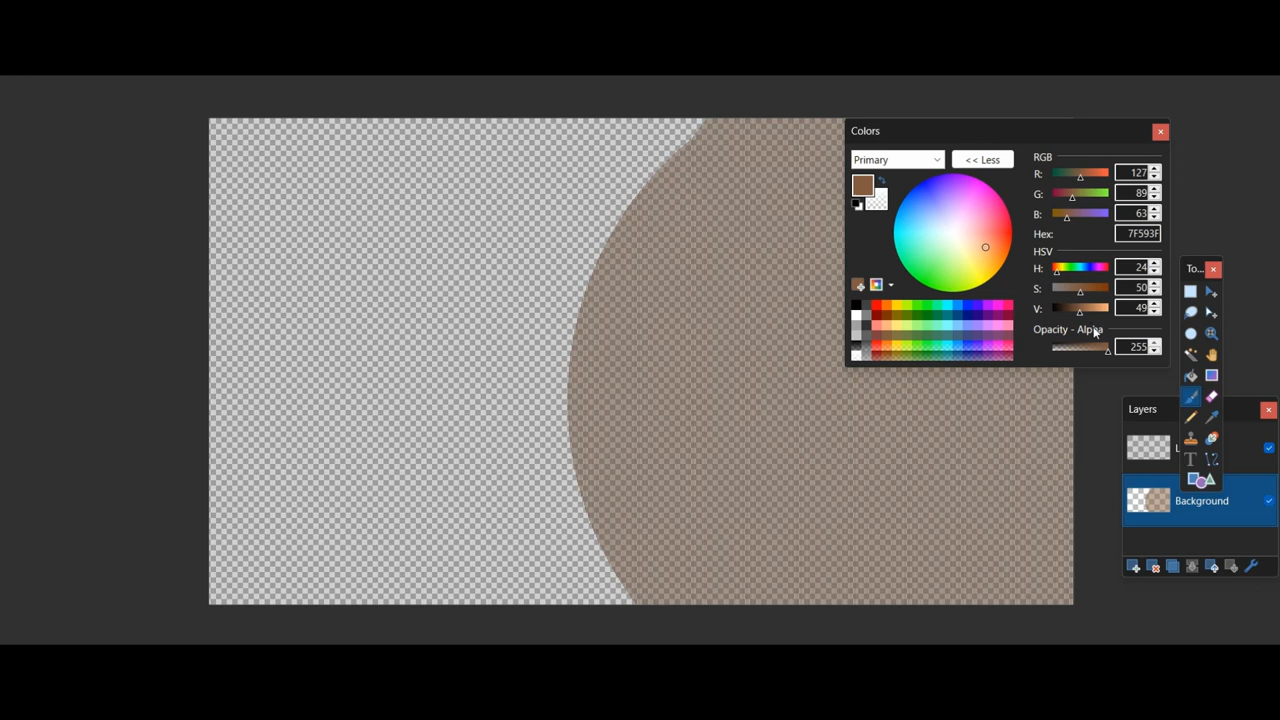 Colors
Primary
<< Less
RGB
R: 127
G: 89
B: 63
Hex: 7F593F
HSV
H: 24
S: 50
V: 49
Opacity - Alpha
255
To...
Layers
L
Background